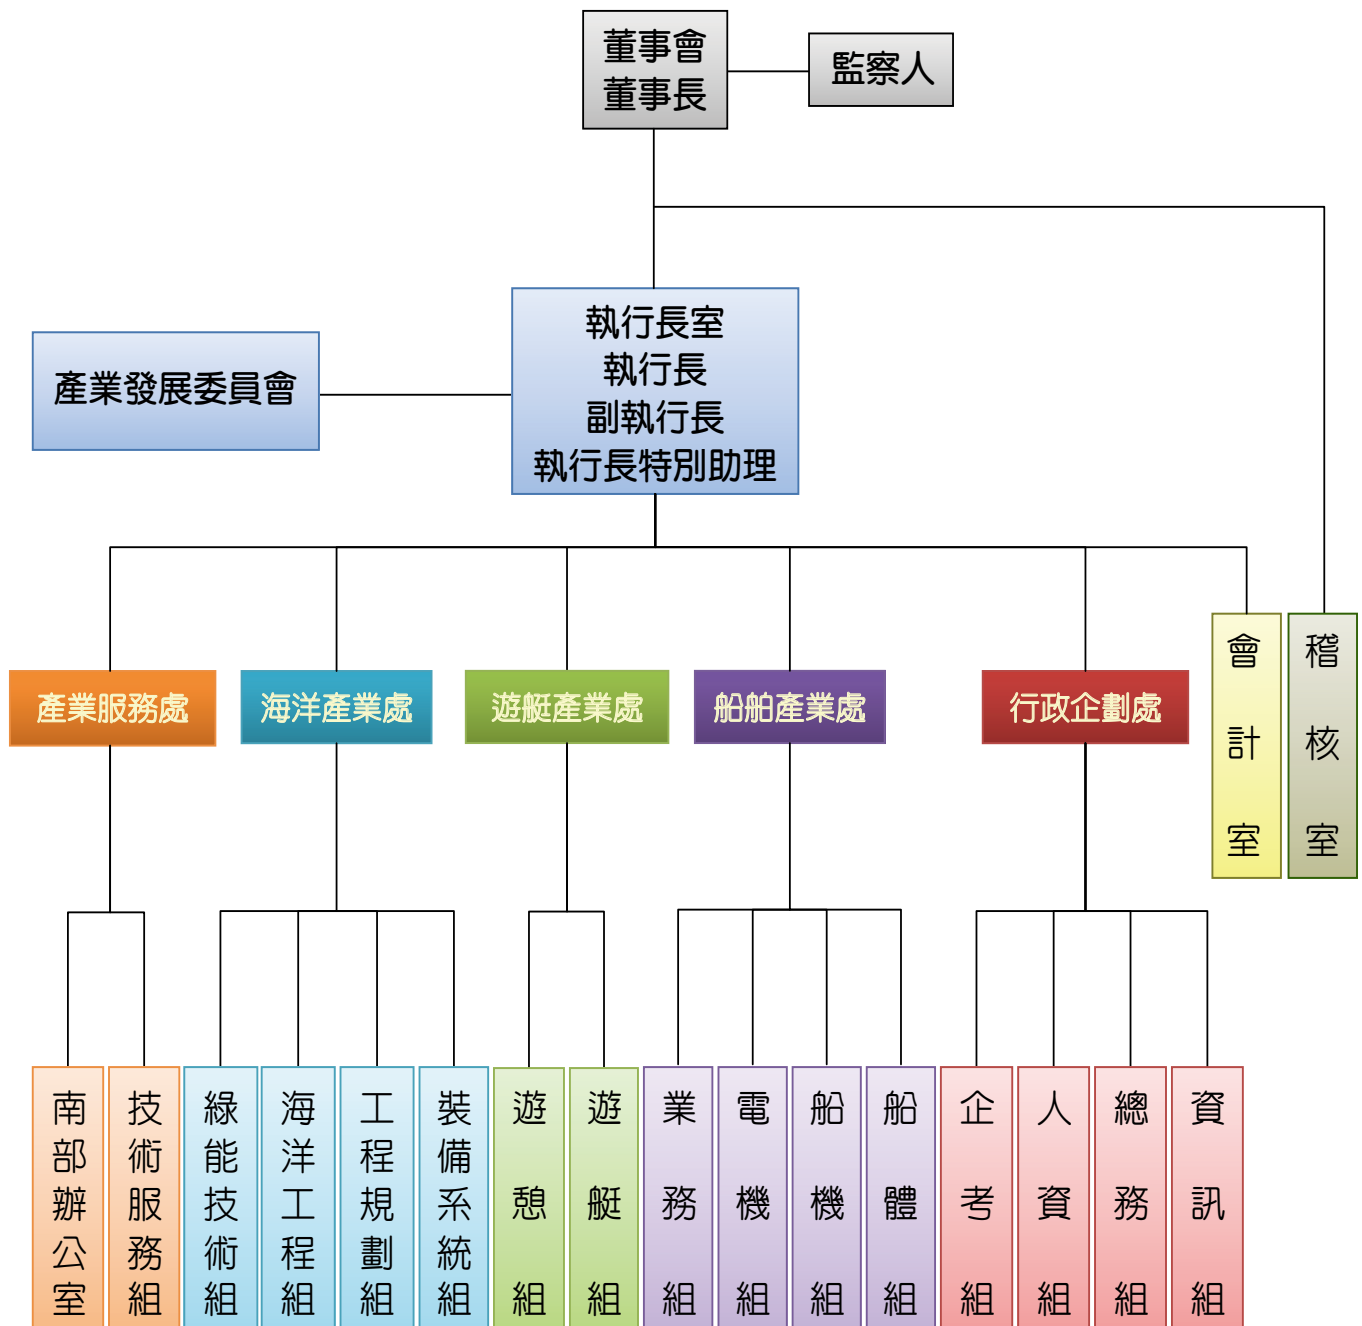 董事會
董事長
監察人
執行長室
執行長
副執行長
執行長特別助理
產業發展委員會
產業服務處
海洋產業處
遊艇產業處
船舶產業處
行政企劃處
會計室
稽核室
南部辦公室
技術服務組
綠能技術組
海洋工程組
工程規劃組
裝備系統組
遊憩組
遊艇組
業務組
電機組
船機組
船體組
企考組
人資組
總務組
資訊組